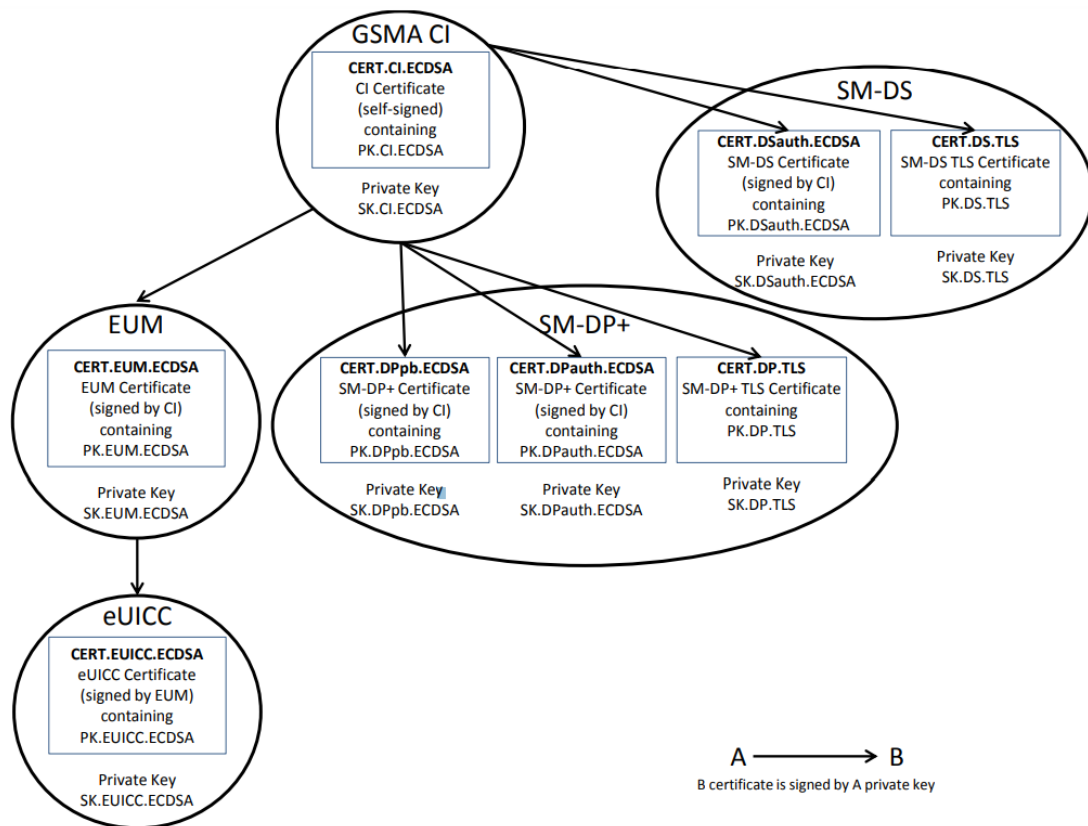 GSMA CI
CERT.CI.ECDSA
CI Certificate
(self-signed)
containing
PK.CI.ECDSA
Private Key
SK.CI.ECDSA
SM-DS
CERT.DSauth.ECDSA
SM-DS Certificate
(signed by CI)
containing
PK.DSauth.ECDSA
Private Key
SK.DSauth.ECDSA
CERT.DS.TLS
SM-DS TLS Certificate
containing
PK.DS.TLS
Private Key
SK.DS.TLS
EUM
CERT.EUM.ECDSA
EUM Certificate
(signed by CI)
containing
PK.EUM.ECDSA
Private Key
SK.EUM.ECDSA
SM-DP+
CERT.DPpb.ECDSA
SM-DP+ Certificate
(signed by CI)
containing
PK.DPpb.ECDSA
Private Key
SK.DPpb.ECDSA
CERT.DPauth.ECDSA
SM-DP+ Certificate
(signed by CI)
containing
PK.DPauth.ECDSA
Private Key
SK.DPauth.ECDSA
CERT.DP.TLS
SM-DP+ TLS Certificate
containing
PK.DP.TLS
Private Key
SK.DP.TLS
eUICC
CERT.EUICC.ECDSA
eUICC Certificate
(signed by EUM)
containing
PK.EUICC.ECDSA
Private Key
SK.EUICC.ECDSA
A B
B certificate is signed by A private key